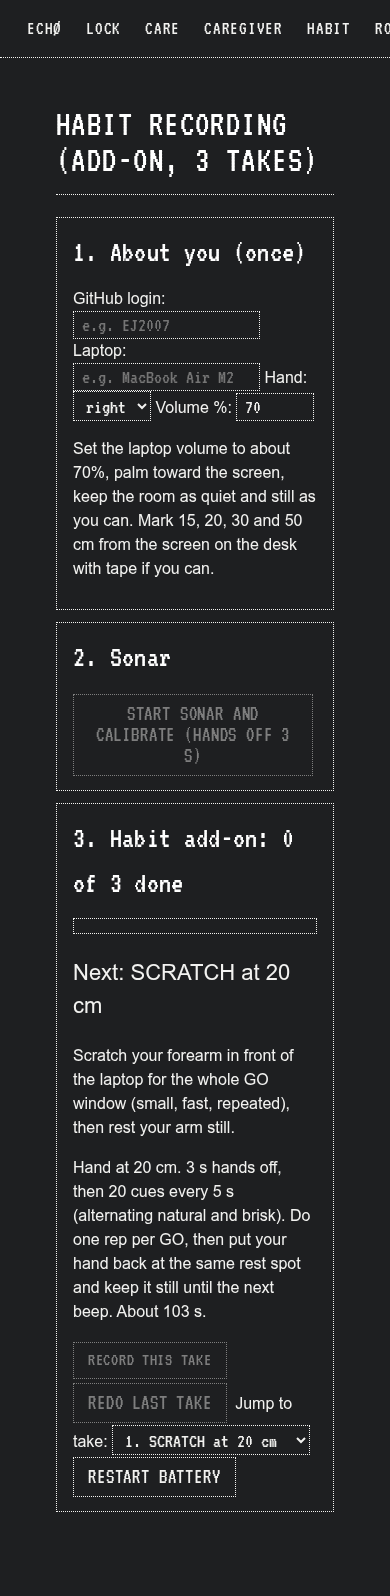 ECHØ LOCK CARE CAREGIVER HABIT RO
HABIT RECORDING
(ADD-ON, 3 TAKES)
1. About you (once)
GitHub login:
e.g. EJ2007
Laptop:
e.g. MacBook Air M2 Hand:
right Volume %: 70
Set the laptop volume to about
70%, palm toward the screen,
keep the room as quiet and still as
you can. Mark 15, 20, 30 and 50
cm from the screen on the desk
with tape if you can.
2. Sonar
START SONAR AND
CALIBRATE (HANDS OFF 3
S)
3. Habit add-on: 0
of 3 done
Next: SCRATCH at 20
cm
Scratch your forearm in front of
the laptop for the whole GO
window (small, fast, repeated),
then rest your arm still.
Hand at 20 cm. 3 s hands off,
then 20 cues every 5 s
(alternating natural and brisk). Do
one rep per GO, then put your
hand back at the same rest spot
and keep it still until the next
beep. About 103 s.
RECORD THIS TAKE
REDO LAST TAKE Jump to
take: 1. SCRATCH at 20 cm
RESTART BATTERY